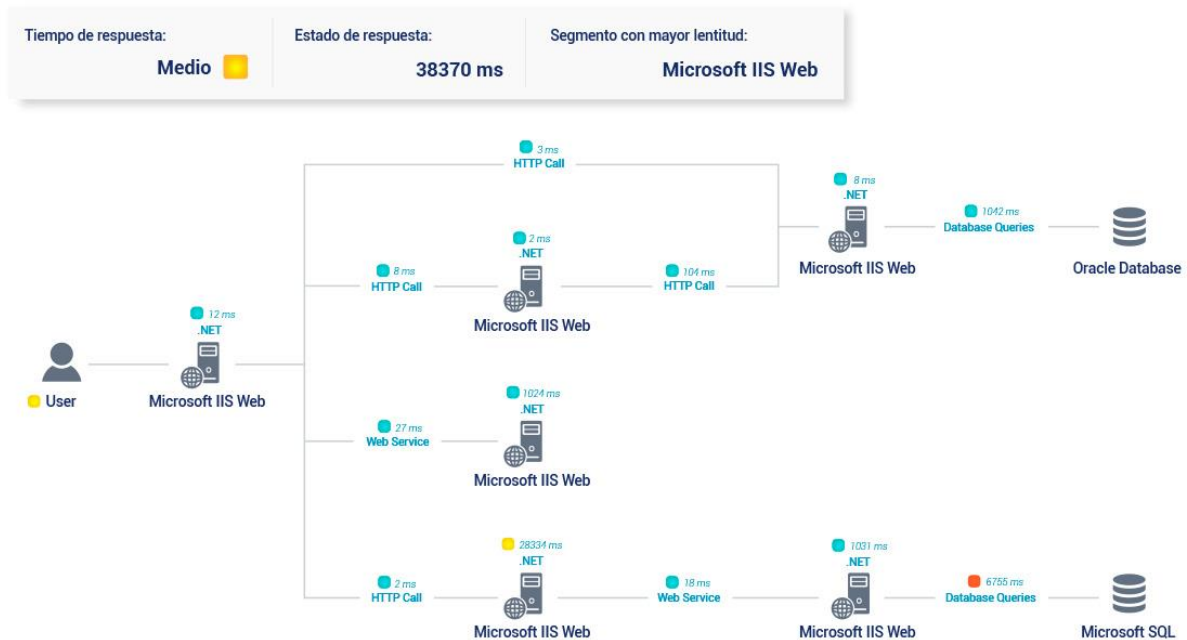 Tiempo de respuesta:
Medio
Estado de respuesta:
38370 ms
Segmento con mayor lentitud:
Microsoft IIS Web
3 ms
HTTP Call
8 ms
.NET
Microsoft IIS Web
1042 ms
Database Queries
Oracle Database
8 ms
HTTP Call
2 ms
.NET
Microsoft IIS Web
104 ms
HTTP Call
12 ms
.NET
Microsoft IIS Web
User
27 ms
Web Service
1024 ms
.NET
Microsoft IIS Web
2 ms
HTTP Call
28334 ms
.NET
Microsoft IIS Web
18 ms
Web Service
1031 ms
.NET
Microsoft IIS Web
6755 ms
Database Queries
Microsoft SQL